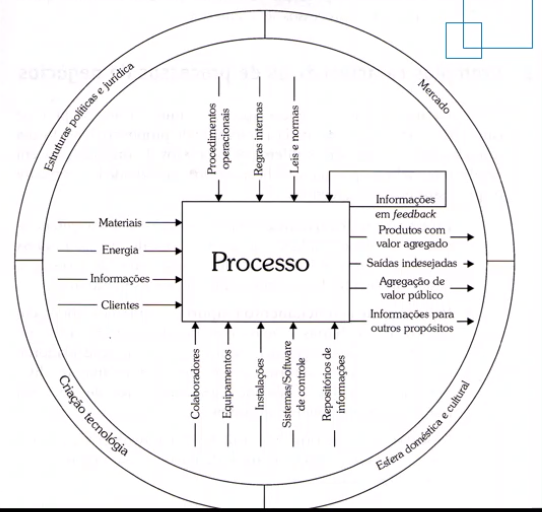 Estruturas políticas e jurídica
Mercado
Procedimentos
operacionais
Regras internas
Leis e normas
Informações
em feedback
Produtos com
valor agregado
Saídas indesejadas
Agregação de
valor público
Informações para
outros propósitos
Materiais
Energia
Informações
Clientes
Processo
Colaboradores
Equipamentos
Instalações
Sistemas/Software
de controle
Repositórios de
informações
Criação tecnológia
Esfera doméstica e cultural